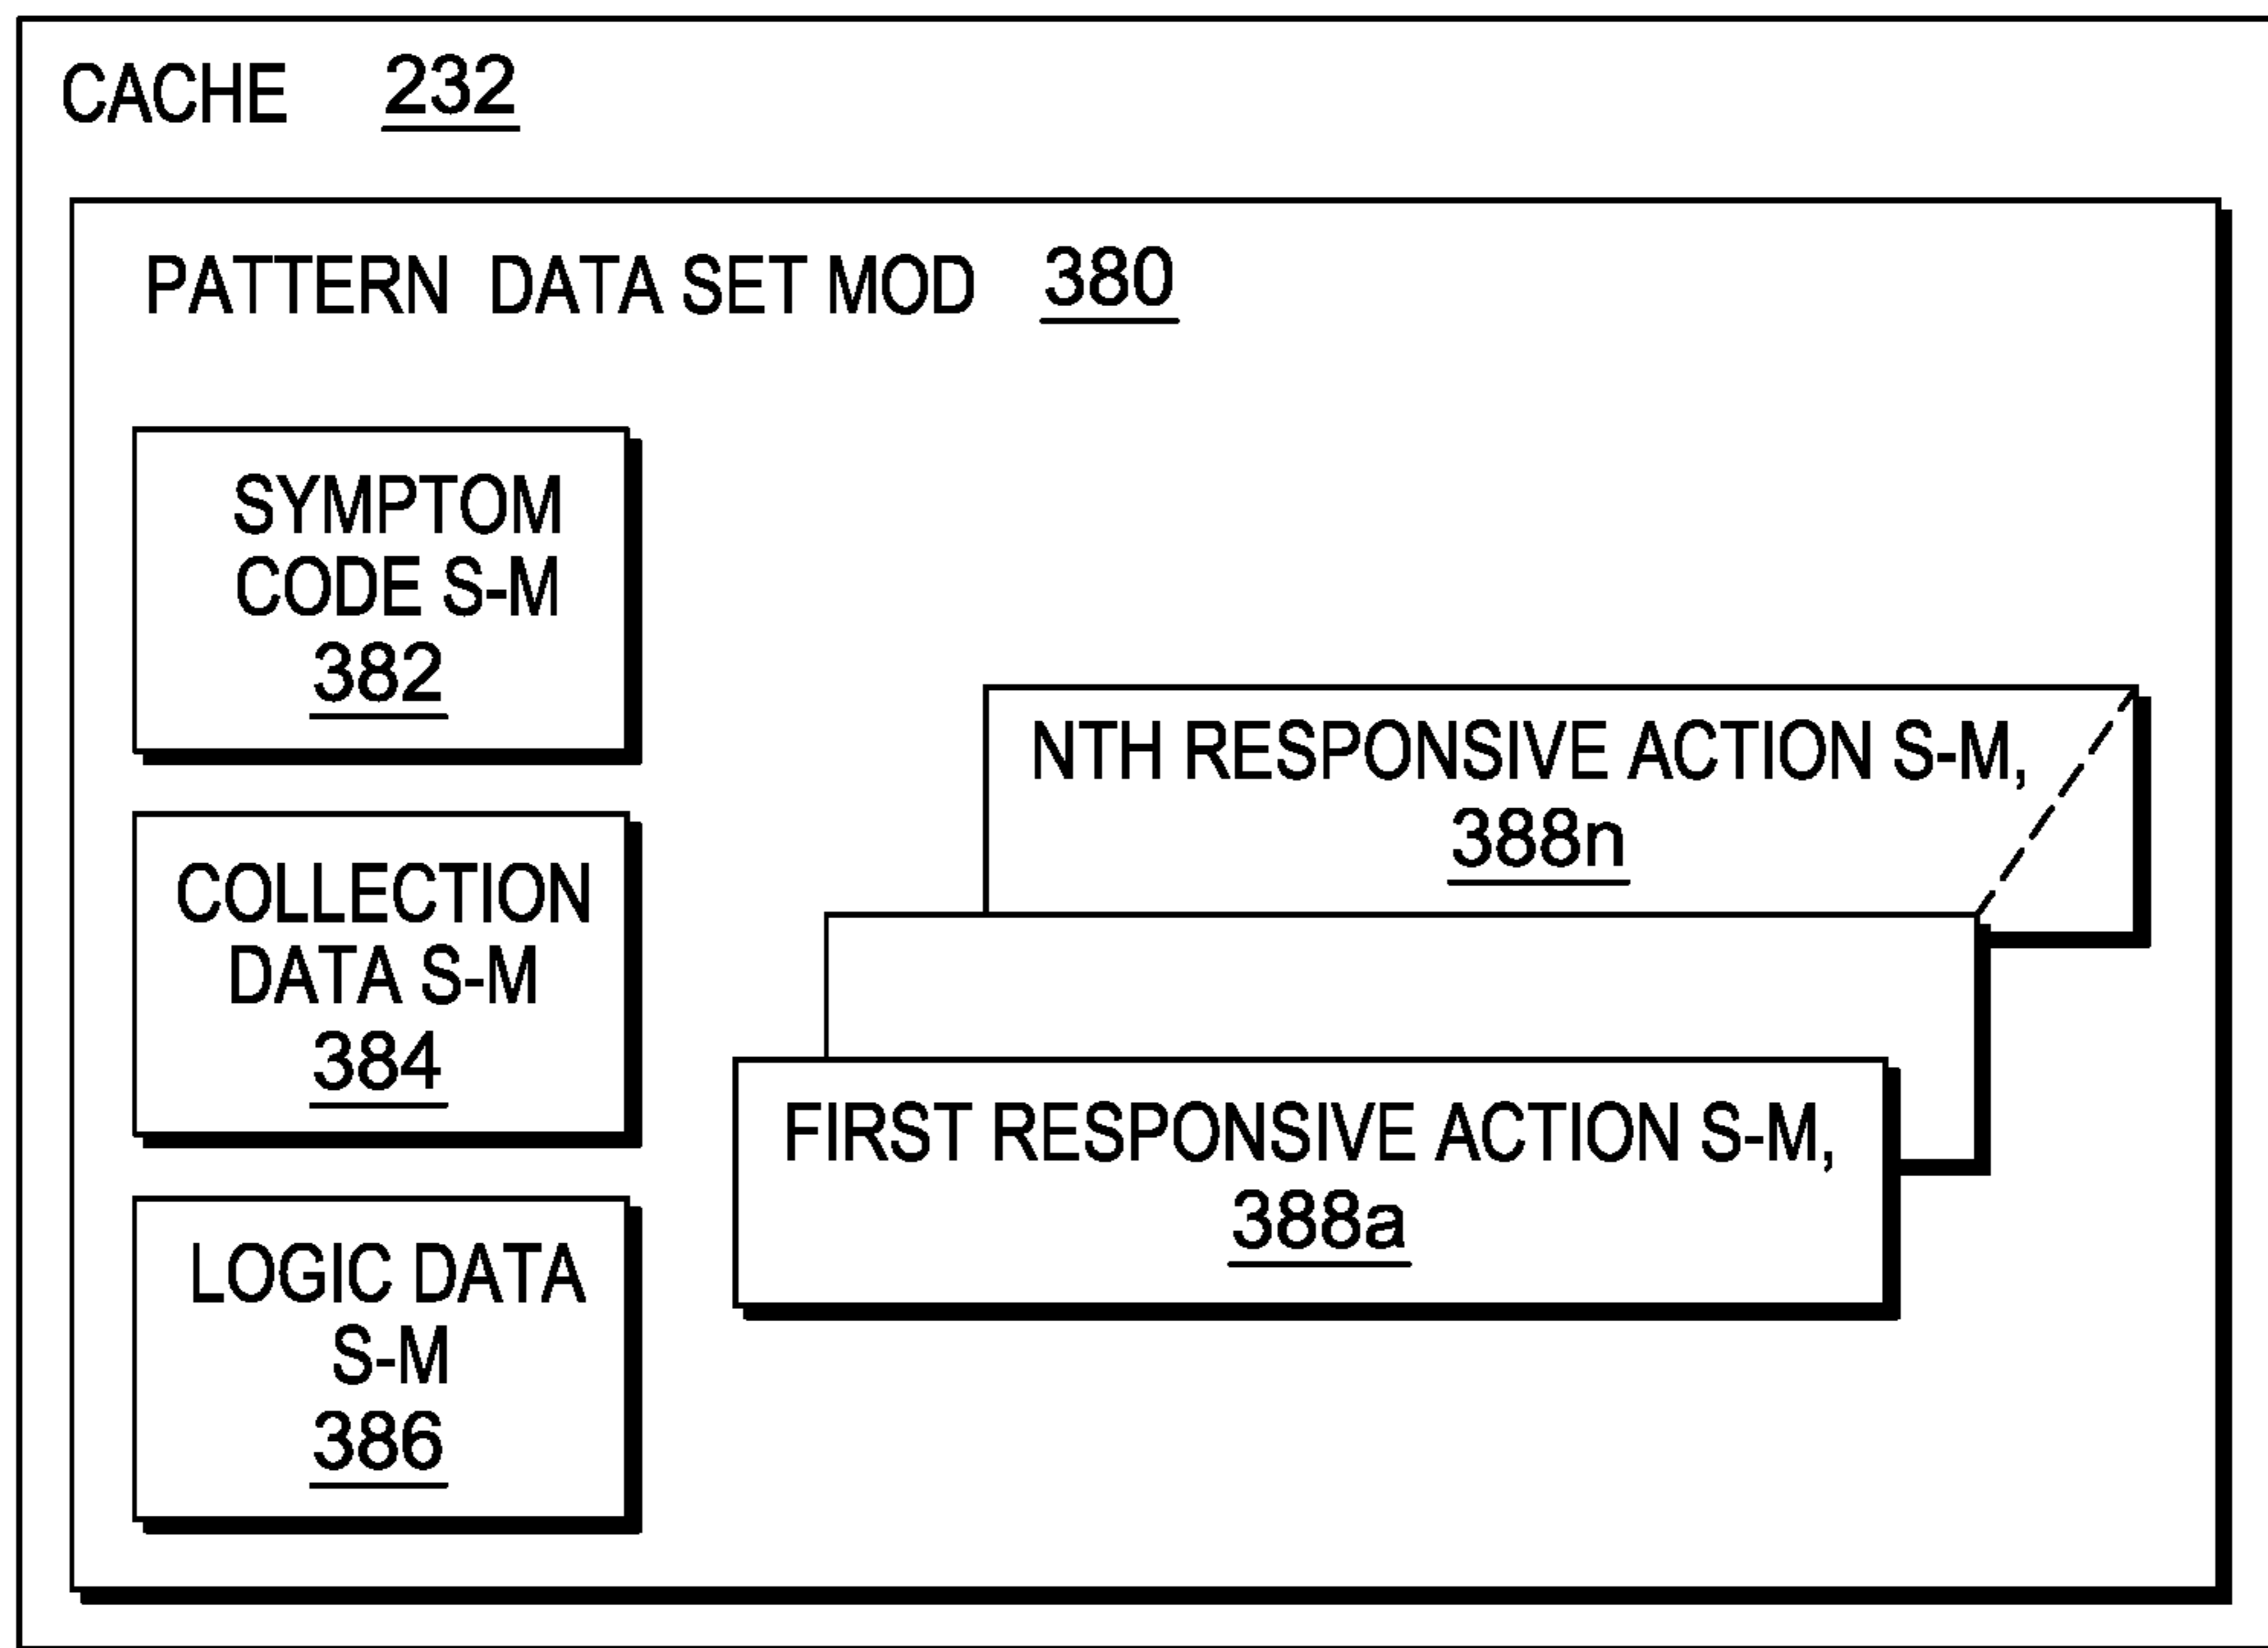 CACHE 232
PATTERN DATA SET MOD 380
SYMPTOM
CODE S-M
382
COLLECTION
DATA S-M
384
LOGIC DATA
S-M
386
NTH RESPONSIVE ACTION S-M,
388n
FIRST RESPONSIVE ACTION S-M,
388a